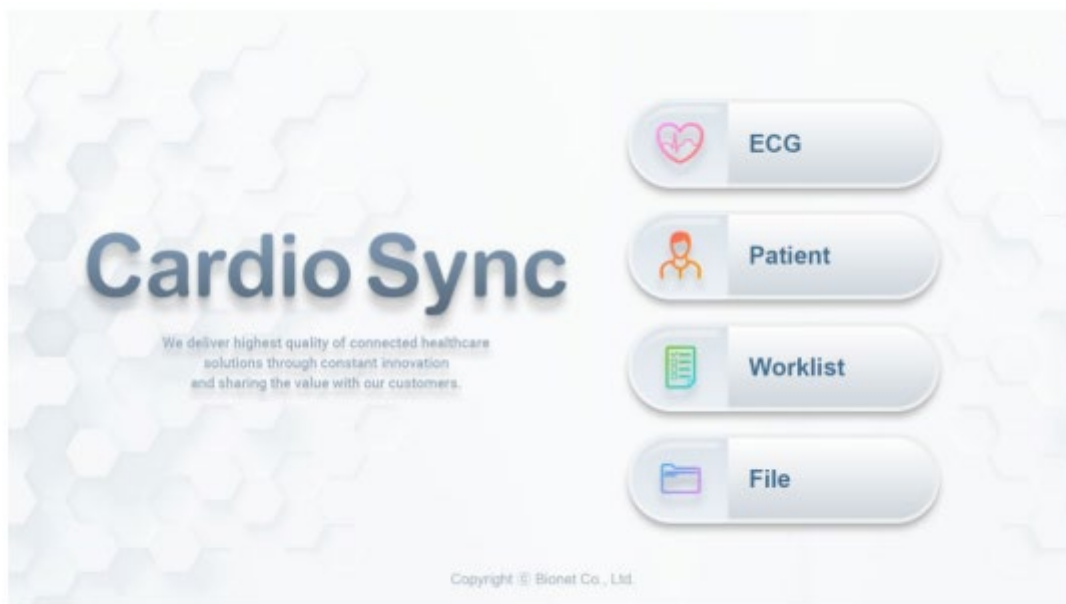 Cardio Sync
We deliver highest quality of connected healthcare
solutions through constant innovation
and sharing the value with our customers.
ECG
Patient
Worklist
File
Copyright ⓒ Bionet Co., Ltd.